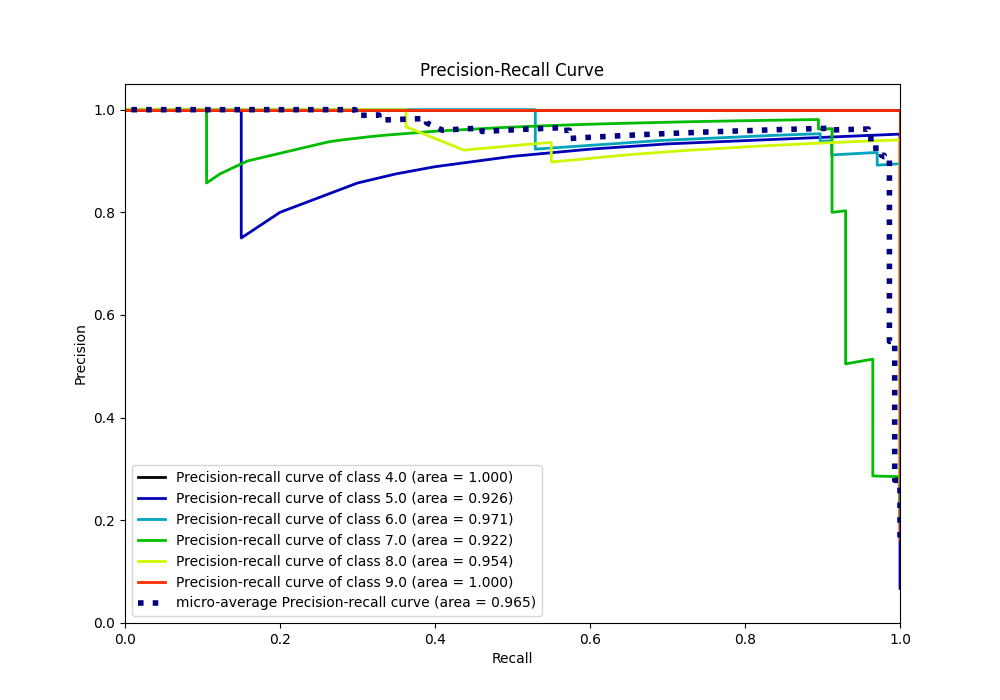 Precision-Recall Curve
1.0
0.8
0.6
0.4
0.2
0.0
Precision
Precision-recall curve of class 4.0 (area = 1.000)
Precision-recall curve of class 5.0 (area = 0.926)
Precision-recall curve of class 6.0 (area = 0.971)
Precision-recall curve of class 7.0 (area = 0.922)
Precision-recall curve of class 8.0 (area = 0.954)
Precision-recall curve of class 9.0 (area = 1.000)
micro-average Precision-recall curve (area = 0.965)
0.0 0.2 0.4 0.6 0.8 1.0
Recall